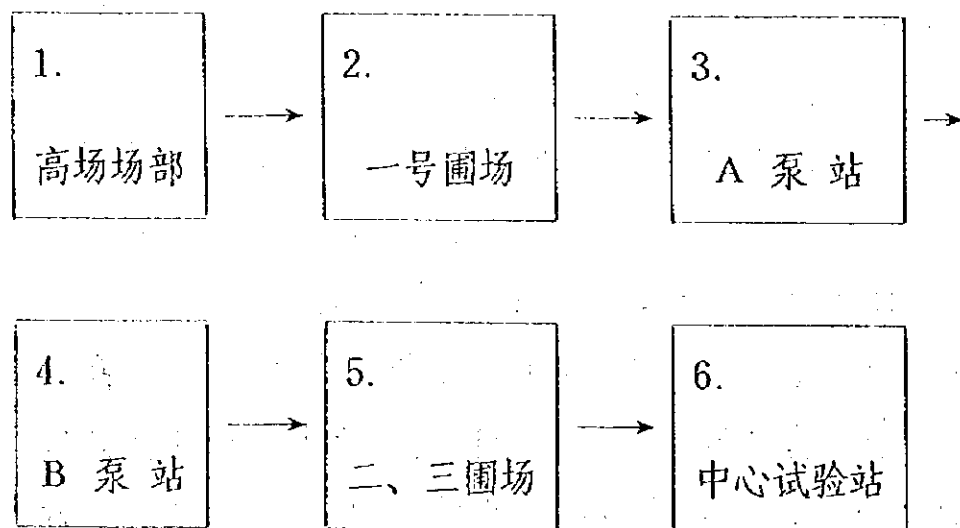 1.
高场场部
2.
一号圃场
3.
A 泵 站
4.
B 泵 站
5.
二、三圃场
6.
中心试验站